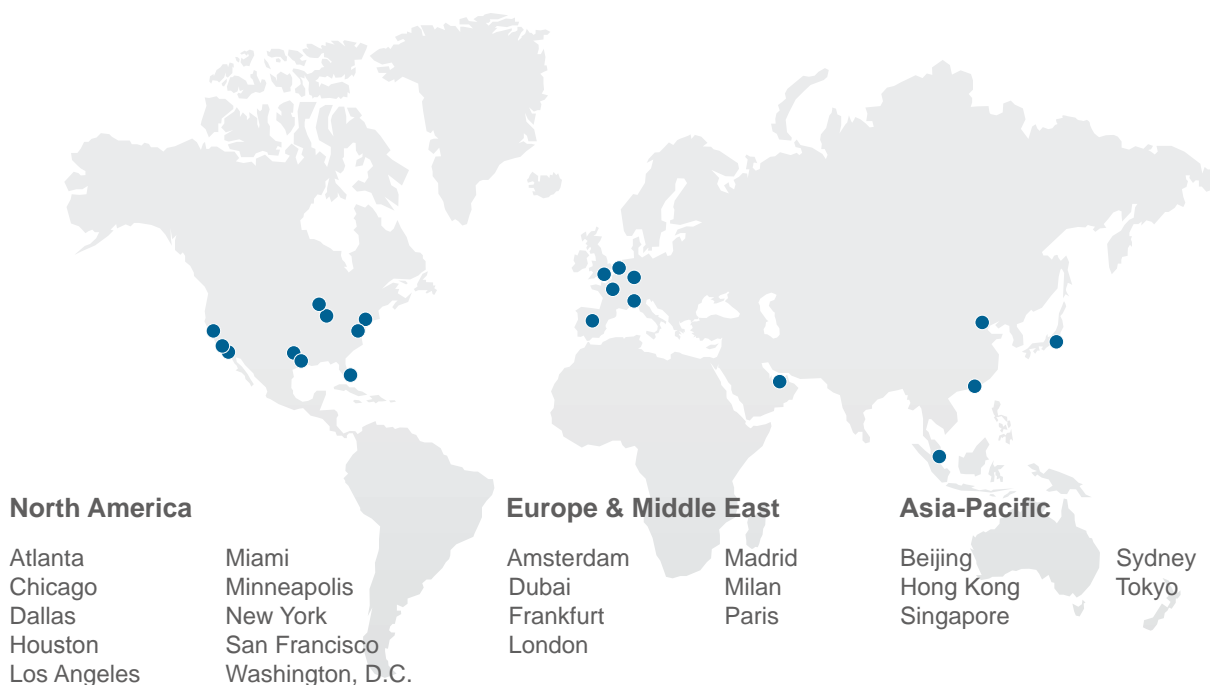 North America
Atlanta
Chicago
Dallas
Houston
Los Angeles
Miami
Minneapolis
New York
San Francisco
Washington, D.C.
Europe & Middle East
Amsterdam
Dubai
Frankfurt
London
Madrid
Milan
Paris
Asia-Pacific
Beijing
Hong Kong
Singapore
Sydney
Tokyo